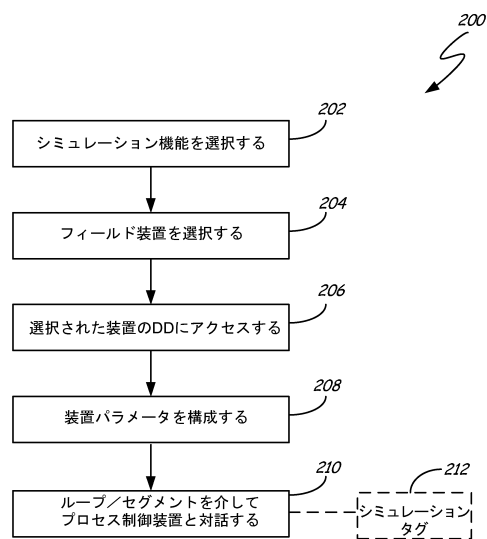 200
202
シミュレーション機能を選択する
204
フィールド装置を選択する
206
選択された装置のDDにアクセスする
208
装置パラメータを構成する
210
ループ／セグメントを介して
プロセス制御装置と対話する
212
シミュレーション
タグ